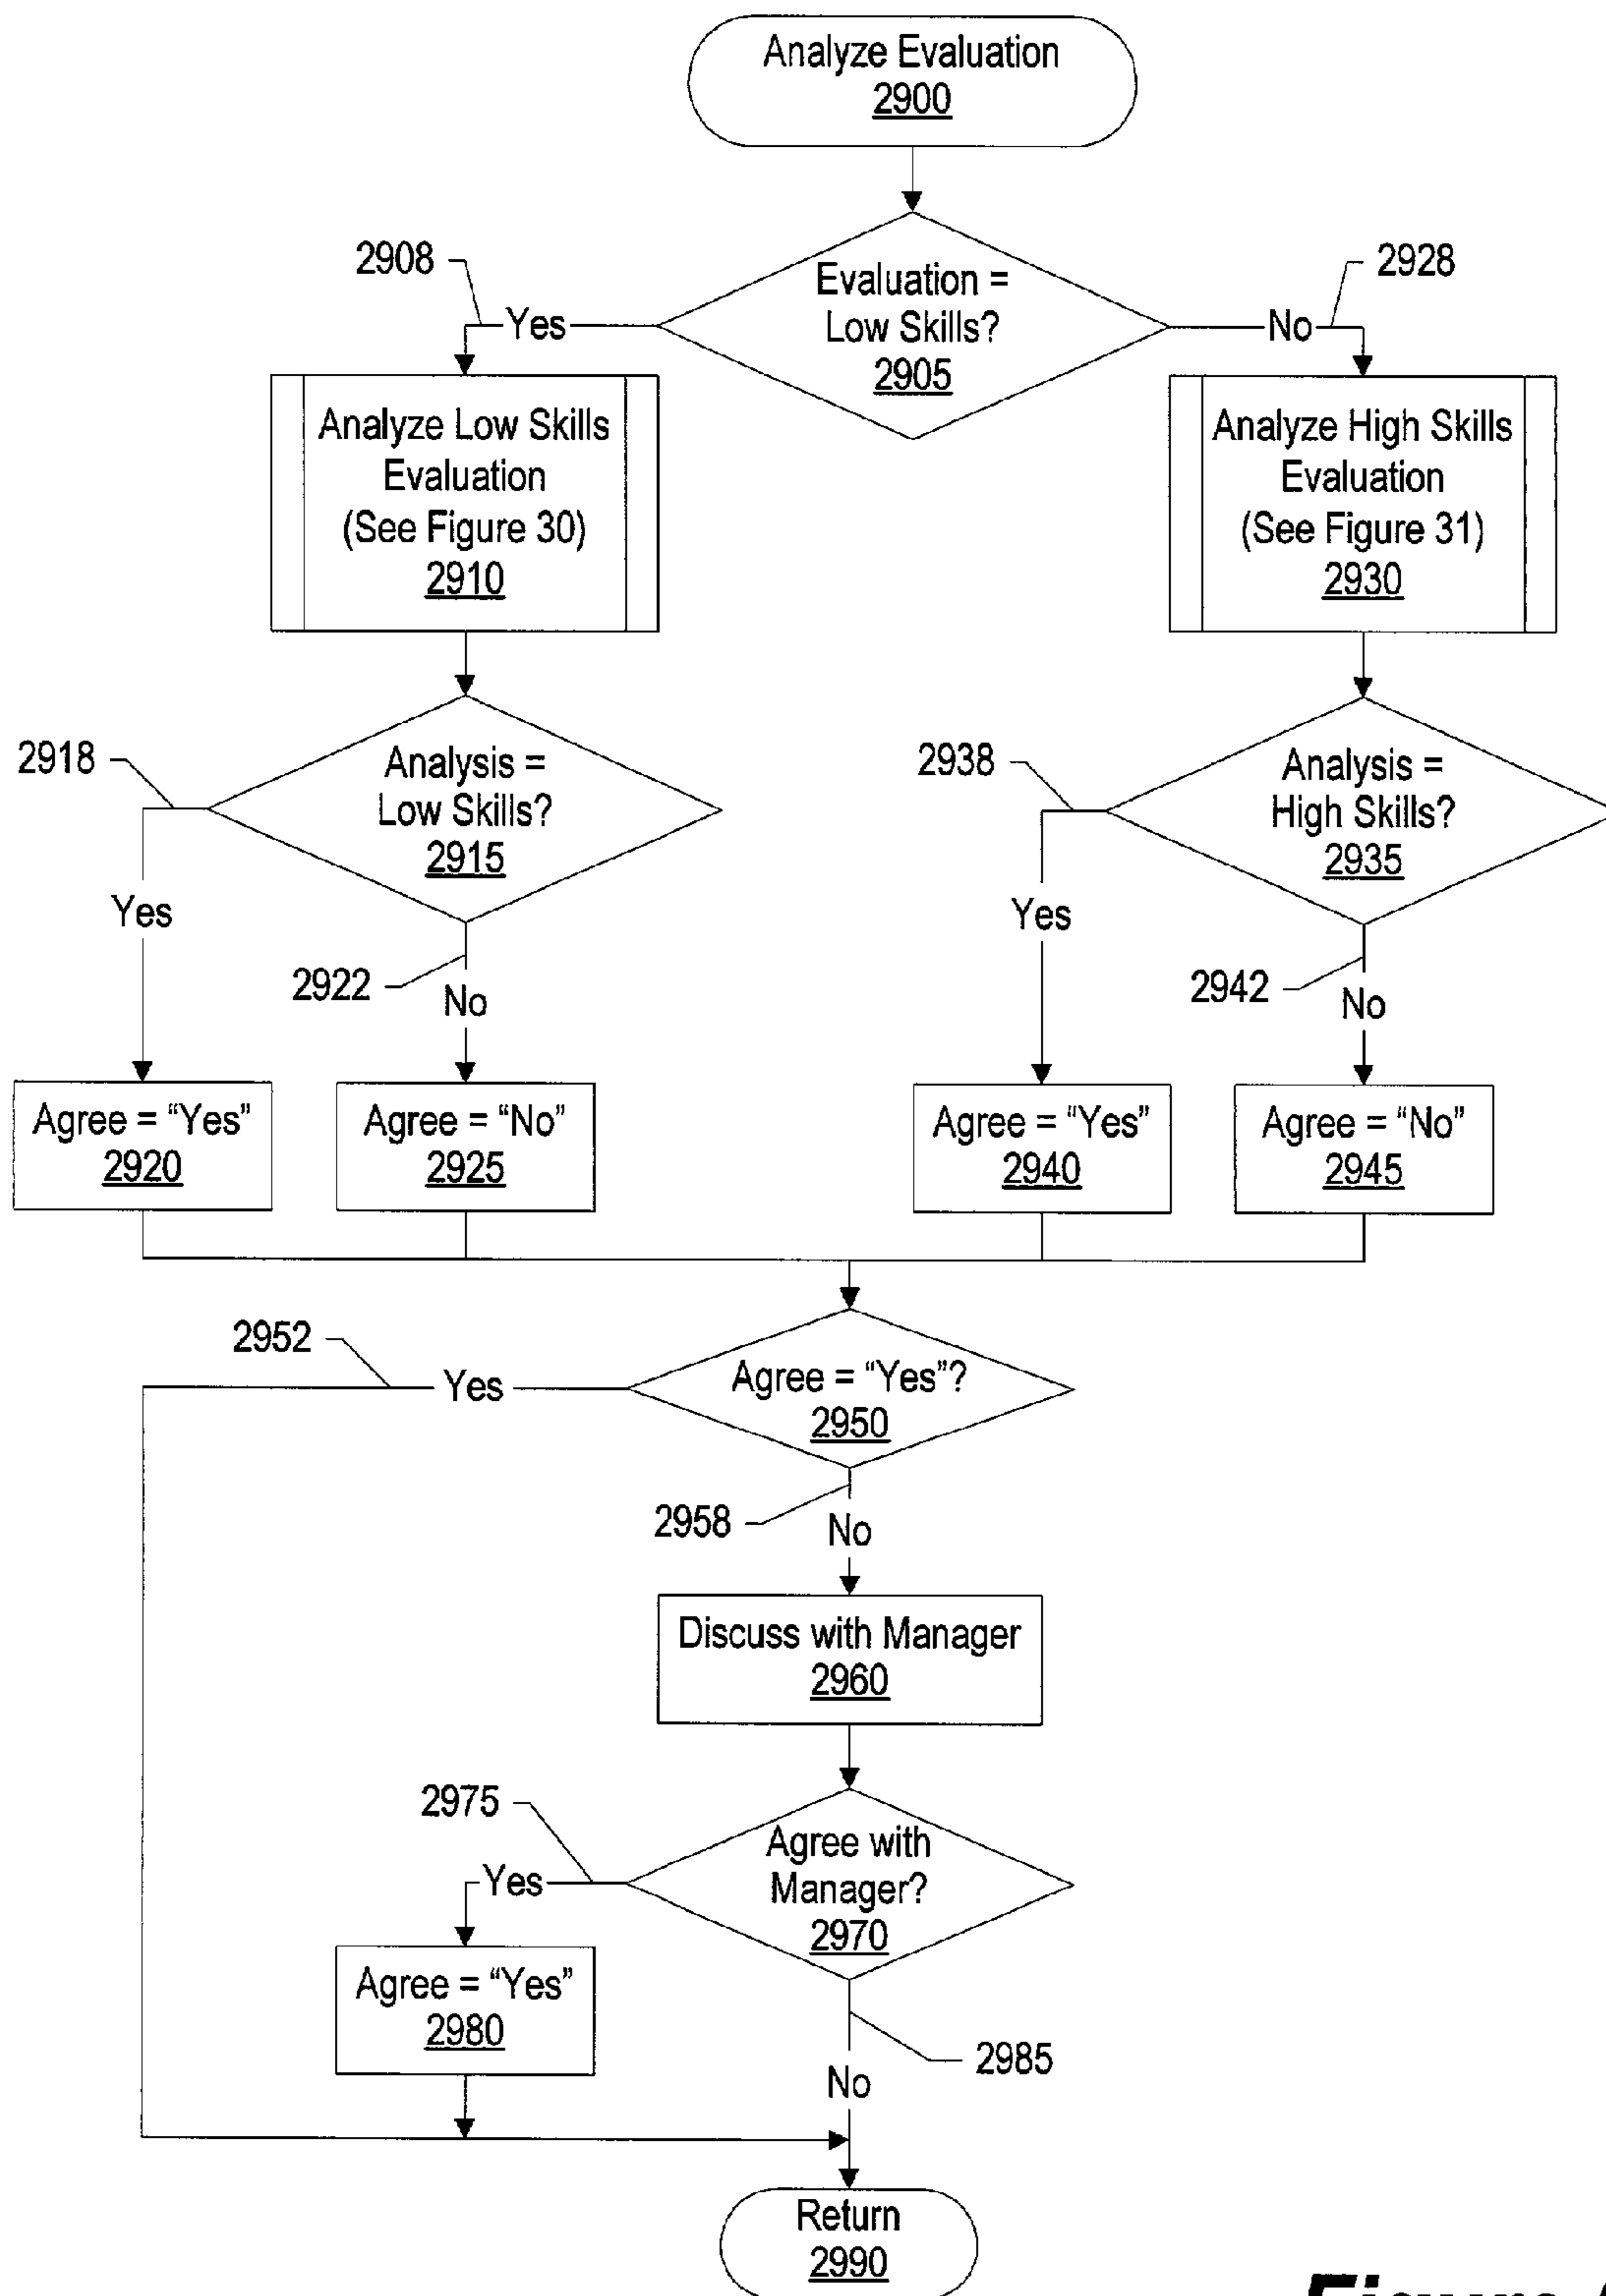 Analyze Evaluation
2900
2908
2928
Evaluation =
Low Skills?
2905
Yes
No
Analyze Low Skills
Evaluation
(See Figure 30)
2910
Analyze High Skills
Evaluation
(See Figure 31)
2930
2918
Analysis =
Low Skills?
2915
2938
Analysis =
High Skills?
2935
Yes
2922
No
Yes
2942
No
Agree = “Yes”
2920
Agree = “No”
2925
Agree = “Yes”
2940
Agree = “No”
2945
2952
Yes
Agree = “Yes”?
2950
2958
No
Discuss with Manager
2960
2975
Yes
Agree with
Manager?
2970
Agree = “Yes”
2980
2985
No
Return
2990